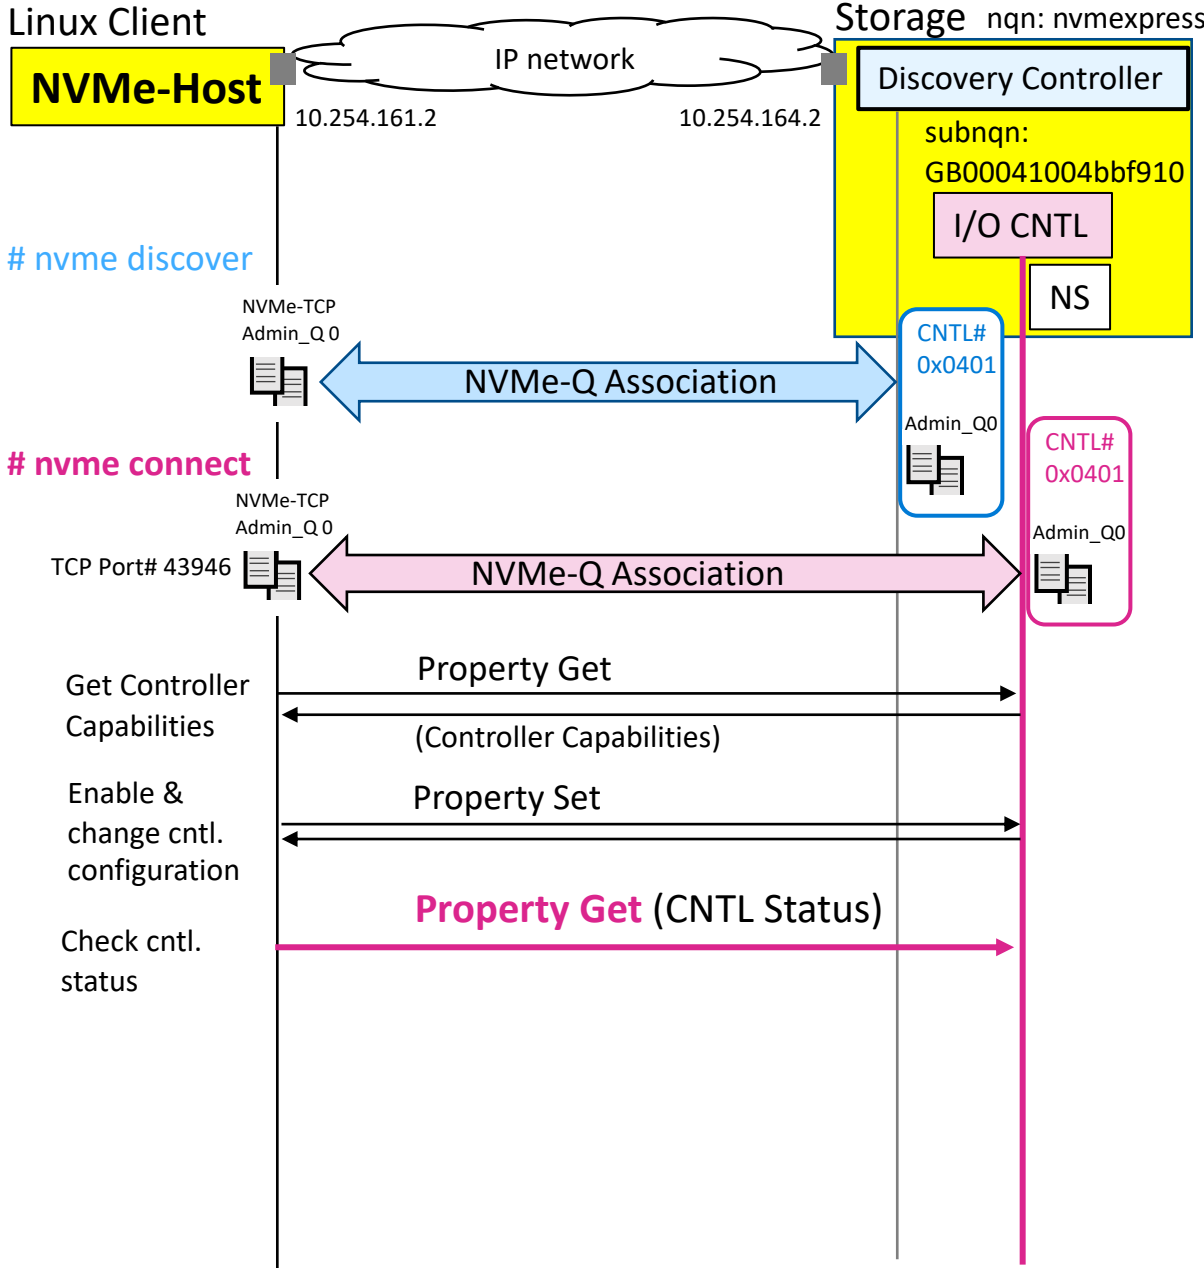 Linux Client
Storage nqn: nvmexpress
NVMe-Host
IP network
Discovery Controller
10.254.161.2
10.254.164.2
subnqn:
GB00041004bbf910
I/O CNTL
NS
# nvme discover
NVMe-TCP
Admin_Q 0
NVMe-Q Association
CNTL#
0x0401
Admin_Q0
# nvme connect
NVMe-TCP
Admin_Q 0
TCP Port# 43946
NVMe-Q Association
CNTL#
0x0401
Admin_Q0
Get Controller
Capabilities
Property Get
(Controller Capabilities)
Enable &
change cntl.
configuration
Property Set
Property Get (CNTL Status)
Check cntl.
status